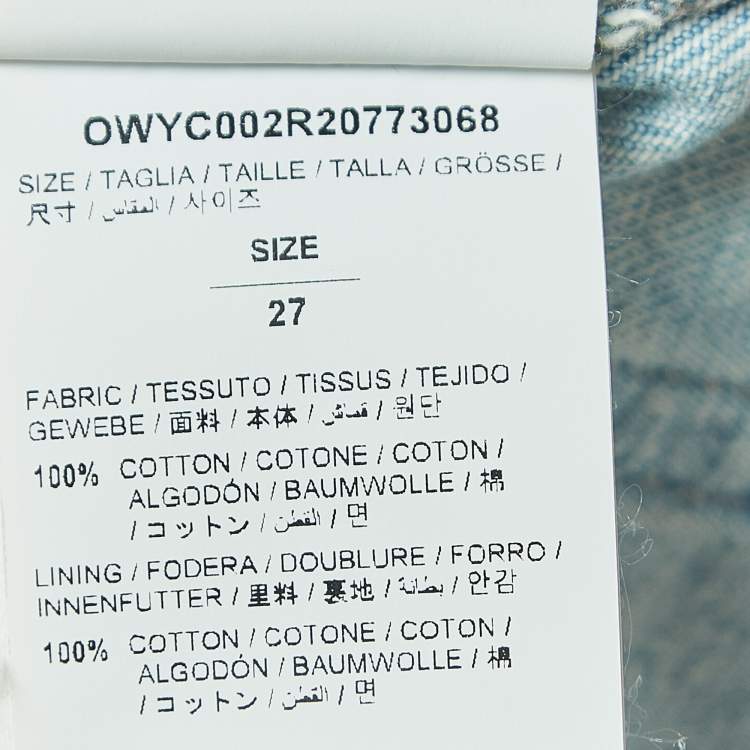 OWYC002R20773068
SIZE / TAGLIA / TAILLE / TALLA / GRÖSSE /
尺寸 / المقاس / 사이즈
SIZE
27
FABRIC / TESSUTO / TISSUS / TEJIDO /
GEWEBE / 面料 / 本体 / قماش / 원단
100% COTTON / COTONE / COTON /
ALGODÓN / BAUMWOLLE / 棉
/ コットン / القطن / 면
LINING / FODERA / DOUBLURE / FORRO /
INNENFUTTER / 里料 / 裏地 / بطانة / 안감
100% COTTON / COTONE / COTON /
ALGODÓN / BAUMWOLLE / 棉
/ コットン / القطن / 면